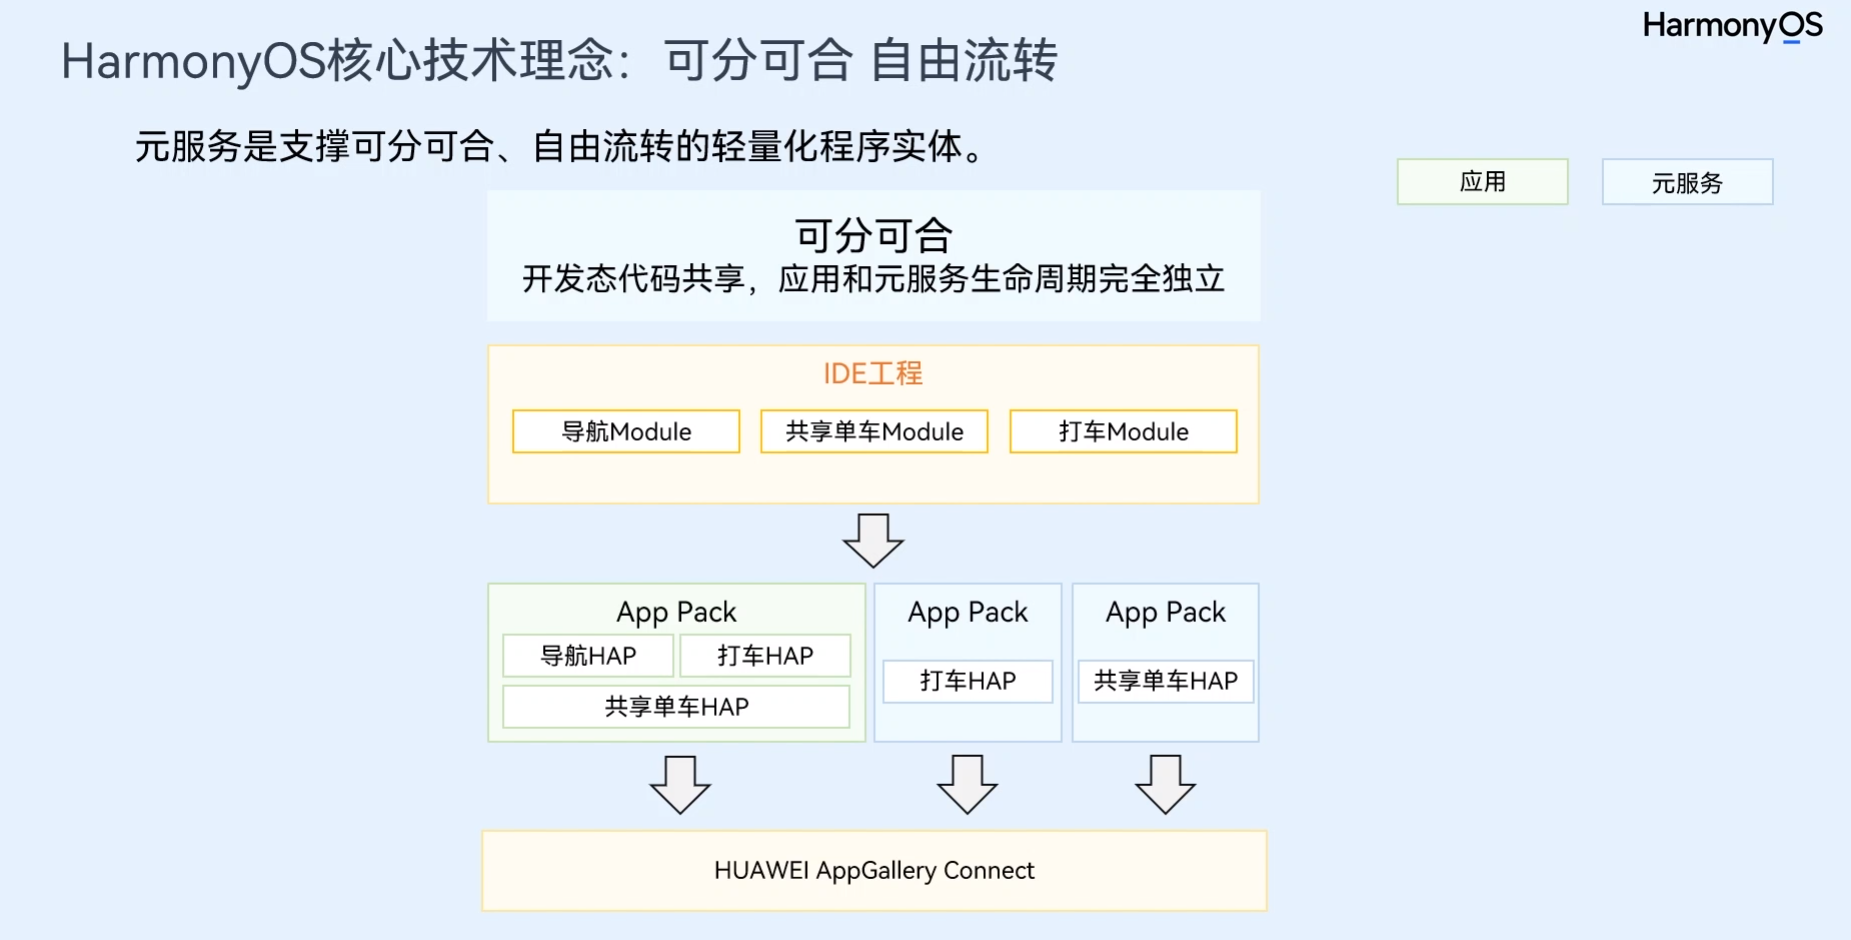 HarmonyOS
HarmonyOS核心技术理念：可分可合 自由流转
元服务是支撑可分可合、自由流转的轻量化程序实体。
应用
元服务
可分可合
开发态代码共享，应用和元服务生命周期完全独立
IDE工程
导航Module
共享单车Module
打车Module
App Pack
导航HAP
打车HAP
共享单车HAP
App Pack
打车HAP
App Pack
共享单车HAP
HUAWEI AppGallery Connect